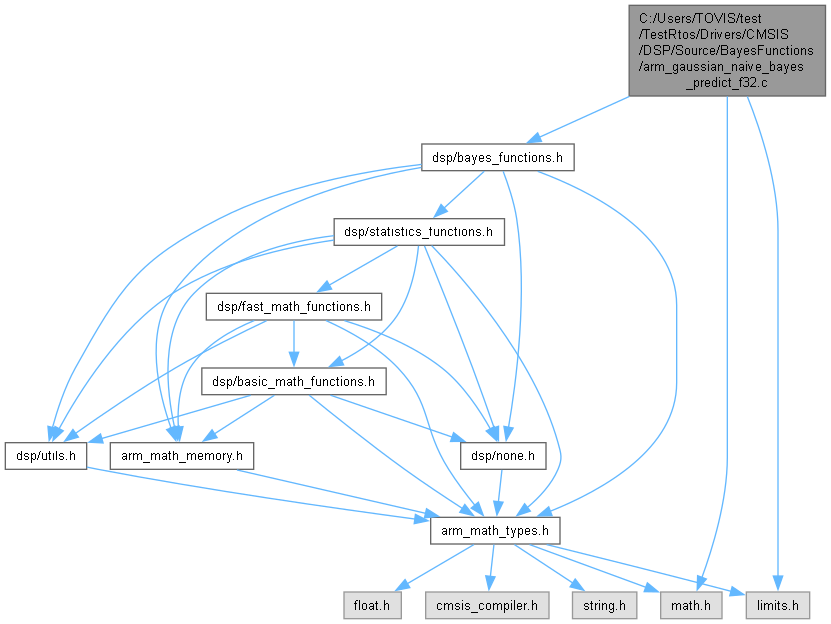 C:/Users/TOVIS/test
/TestRtos/Drivers/CMSIS
/DSP/Source/BayesFunctions
/arm_gaussian_naive_bayes
_predict_f32.c
dsp/bayes_functions.h
dsp/statistics_functions.h
dsp/fast_math_functions.h
dsp/basic_math_functions.h
dsp/utils.h
arm_math_memory.h
dsp/none.h
arm_math_types.h
float.h
cmsis_compiler.h
string.h
math.h
limits.h